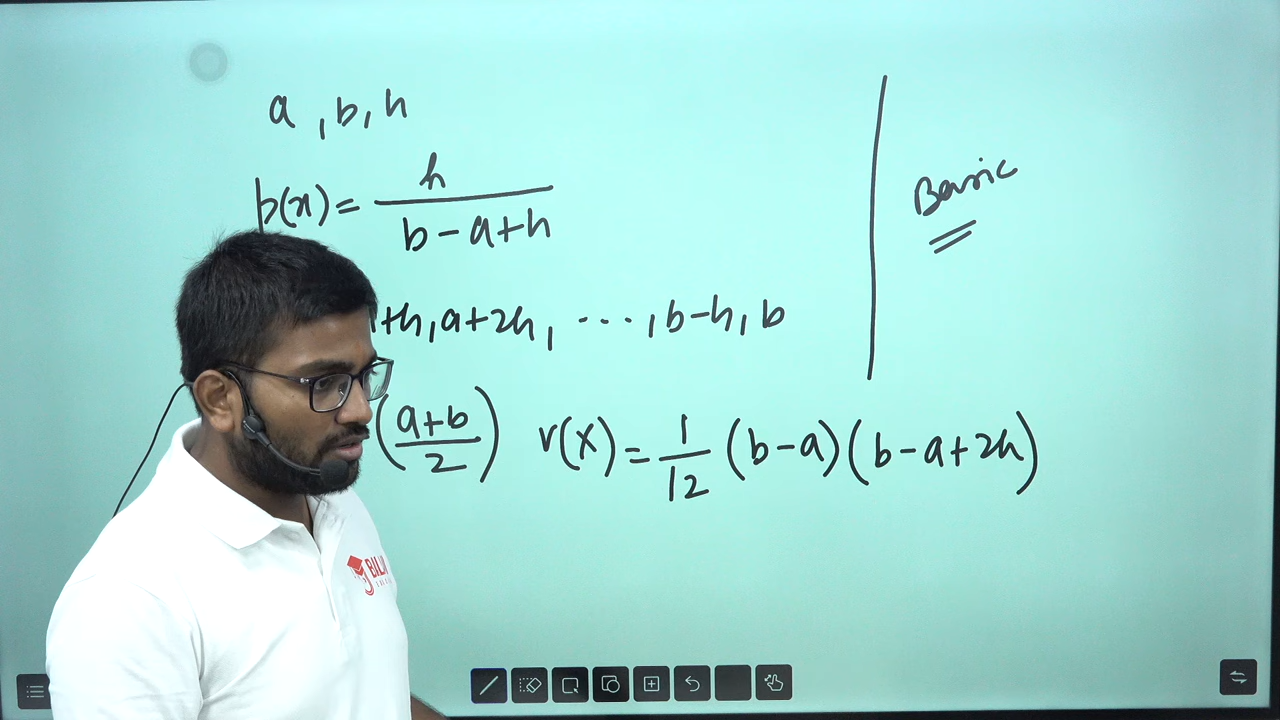 a, b, h
p(x) = h / (b-a+h)
+h, a+2h, ..., b-h, b
(a+b / 2) V(X) = 1/12 (b-a)(b-a+2h)
Basic